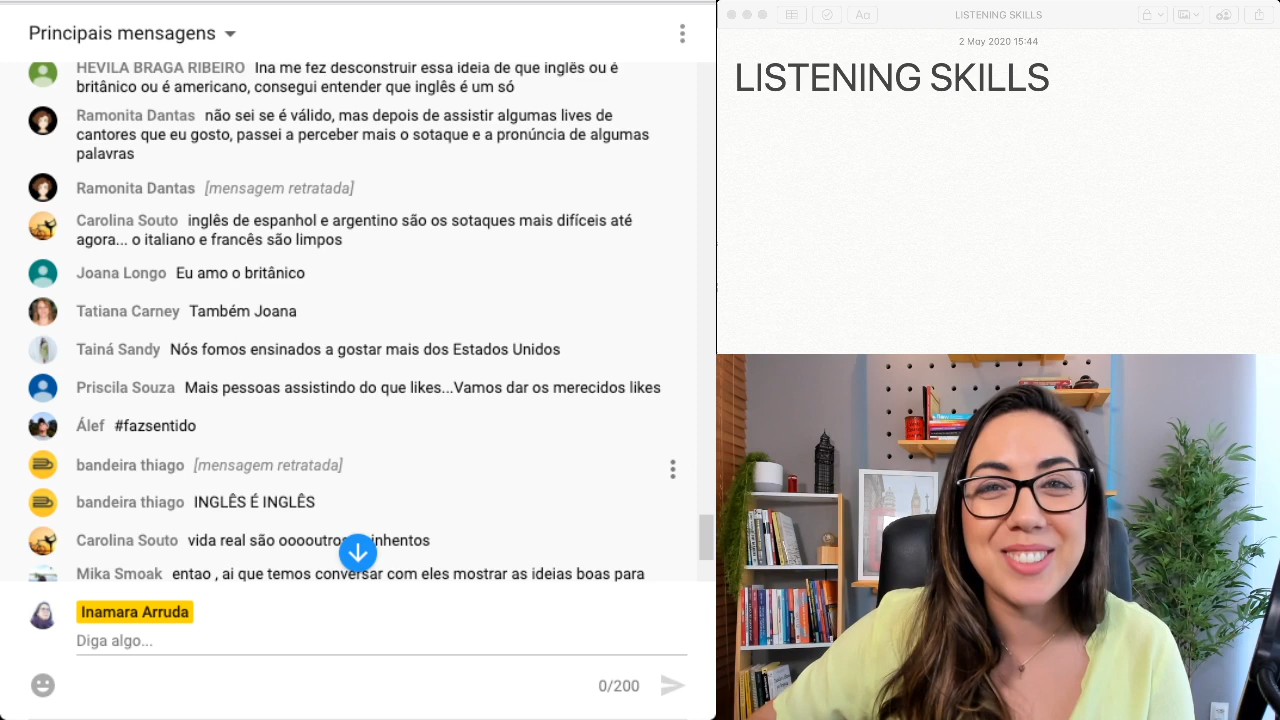 Principais mensagens
HEVILA BRAGA RIBEIRO Ina me fez desconstruir essa ideia de que inglês ou é
britânico ou é americano, consegui entender que inglês é um só
Ramonita Dantas não sei se é válido, mas depois de assistir algumas lives de
cantores que eu gosto, passei a perceber mais o sotaque e a pronúncia de algumas
palavras
Ramonita Dantas [mensagem retratada]
Carolina Souto inglês de espanhol e argentino são os sotaques mais difíceis até
agora... o italiano e francês são limpos
Joana Longo Eu amo o britânico
Tatiana Carney Também Joana
Tainá Sandy Nós fomos ensinados a gostar mais dos Estados Unidos
Priscila Souza Mais pessoas assistindo do que likes...Vamos dar os merecidos likes
Álef #fazsentido
bandeira thiago [mensagem retratada]
bandeira thiago INGLÊS É INGLÊS
Carolina Souto vida real são
Mika Smoak entao , ai que temos conversar com eles mostrar as ideias boas para
Inamara Arruda
Diga algo...
0/200
Aa
LISTENING SKILLS
2 May 2020 15:44
LISTENING SKILLS